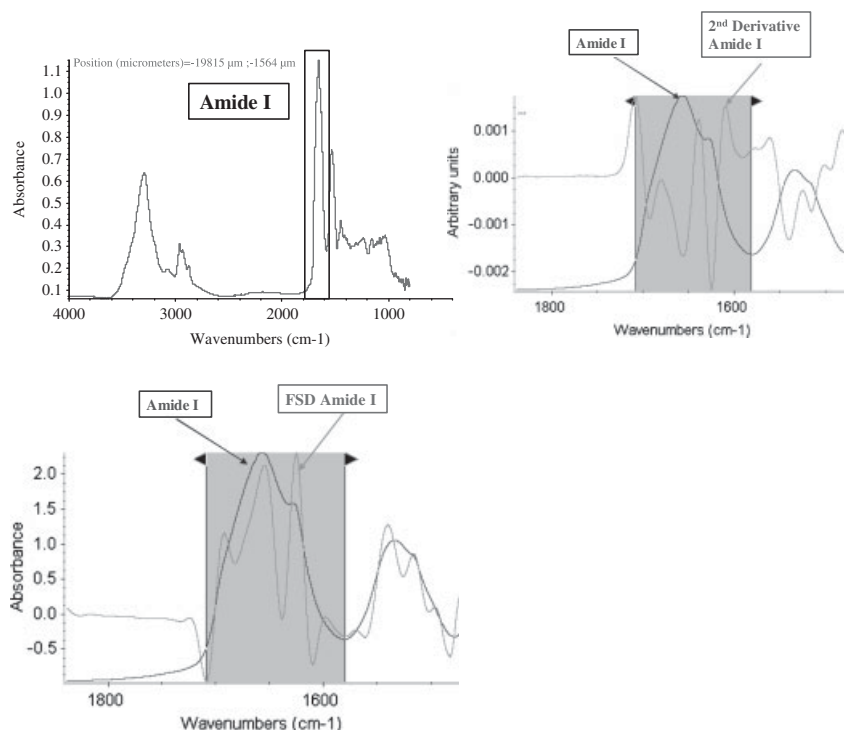 Position (micrometers)=-19815 µm ;-1564 µm
Amide I
1.1
1.0
0.9
0.8
0.7
0.6
0.5
0.4
0.3
0.2
0.1
Absorbance
4000 3000 2000 1000
Wavenumbers (cm-1)
Amide I
2nd Derivative
Amide I
0.001
0.000
-0.001
-0.002
Arbitrary units
1800 1600
Wavenumbers (cm-1)
Amide I
FSD Amide I
2.0
1.5
1.0
0.5
0.0
-0.5
Absorbance
1800 1600
Wavenumbers (cm-1)